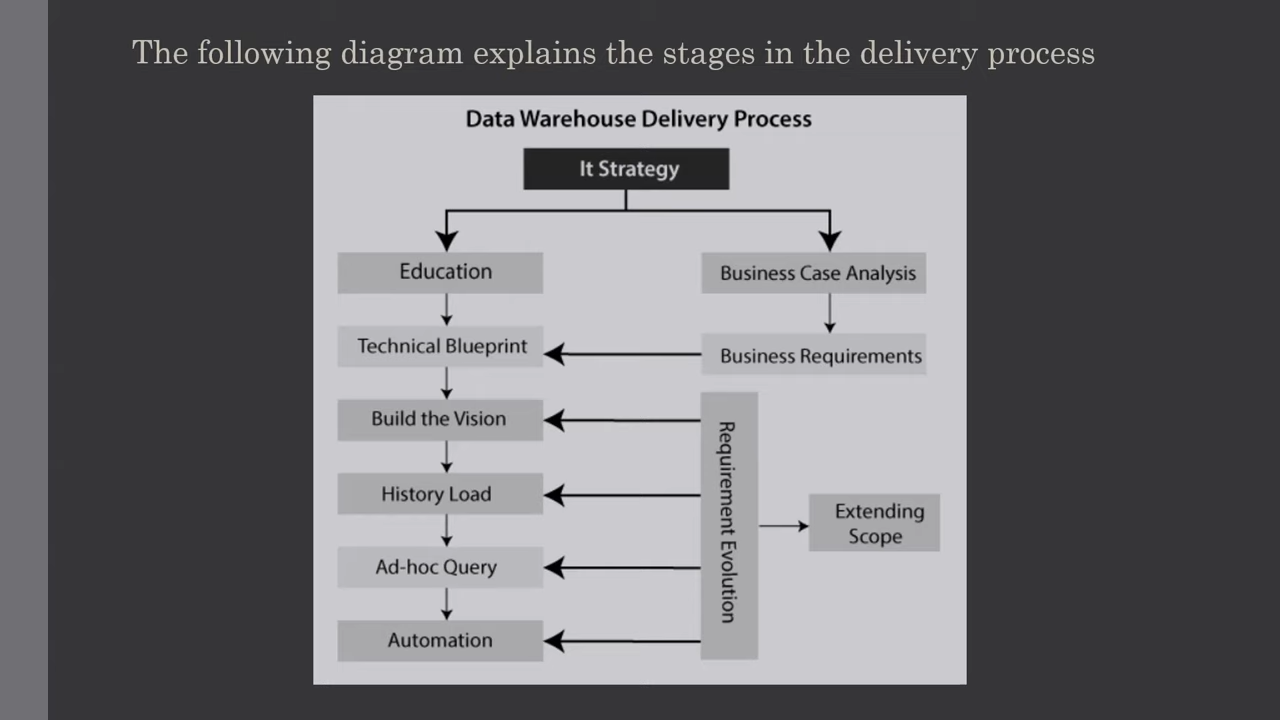 The following diagram explains the stages in the delivery process
Data Warehouse Delivery Process
It Strategy
Education
Business Case Analysis
Technical Blueprint
Business Requirements
Build the Vision
History Load
Ad-hoc Query
Automation
Requirement Evolution
Extending
Scope